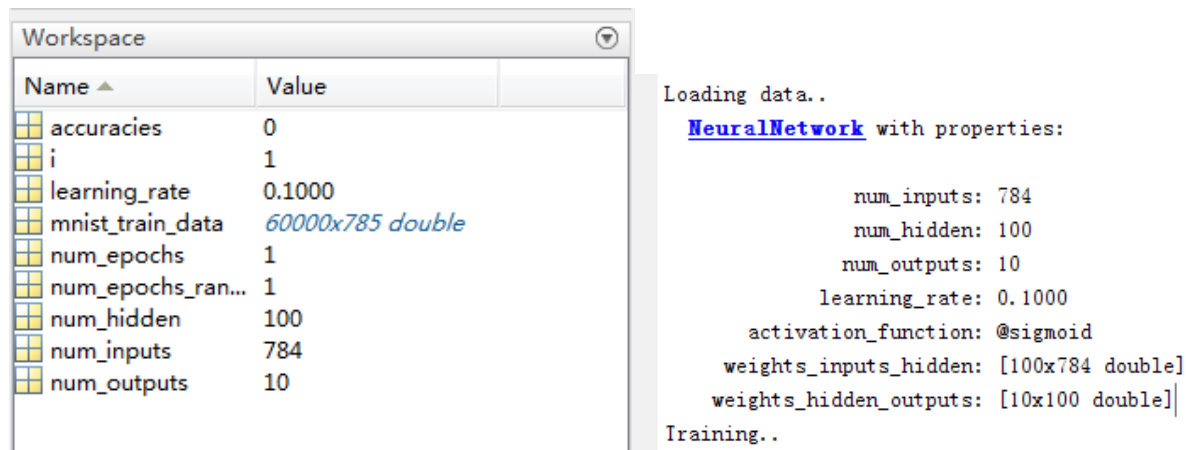 Workspace
Name Value
accuracies 0
i 1
learning_rate 0.1000
mnist_train_data 60000x785 double
num_epochs 1
num_epochs_ran... 1
num_hidden 100
num_inputs 784
num_outputs 10
Loading data..
NeuralNetwork with properties:
num_inputs: 784
num_hidden: 100
num_outputs: 10
learning_rate: 0.1000
activation_function: @sigmoid
weights_inputs_hidden: [100x784 double]
weights_hidden_outputs: [10x100 double]
Training..